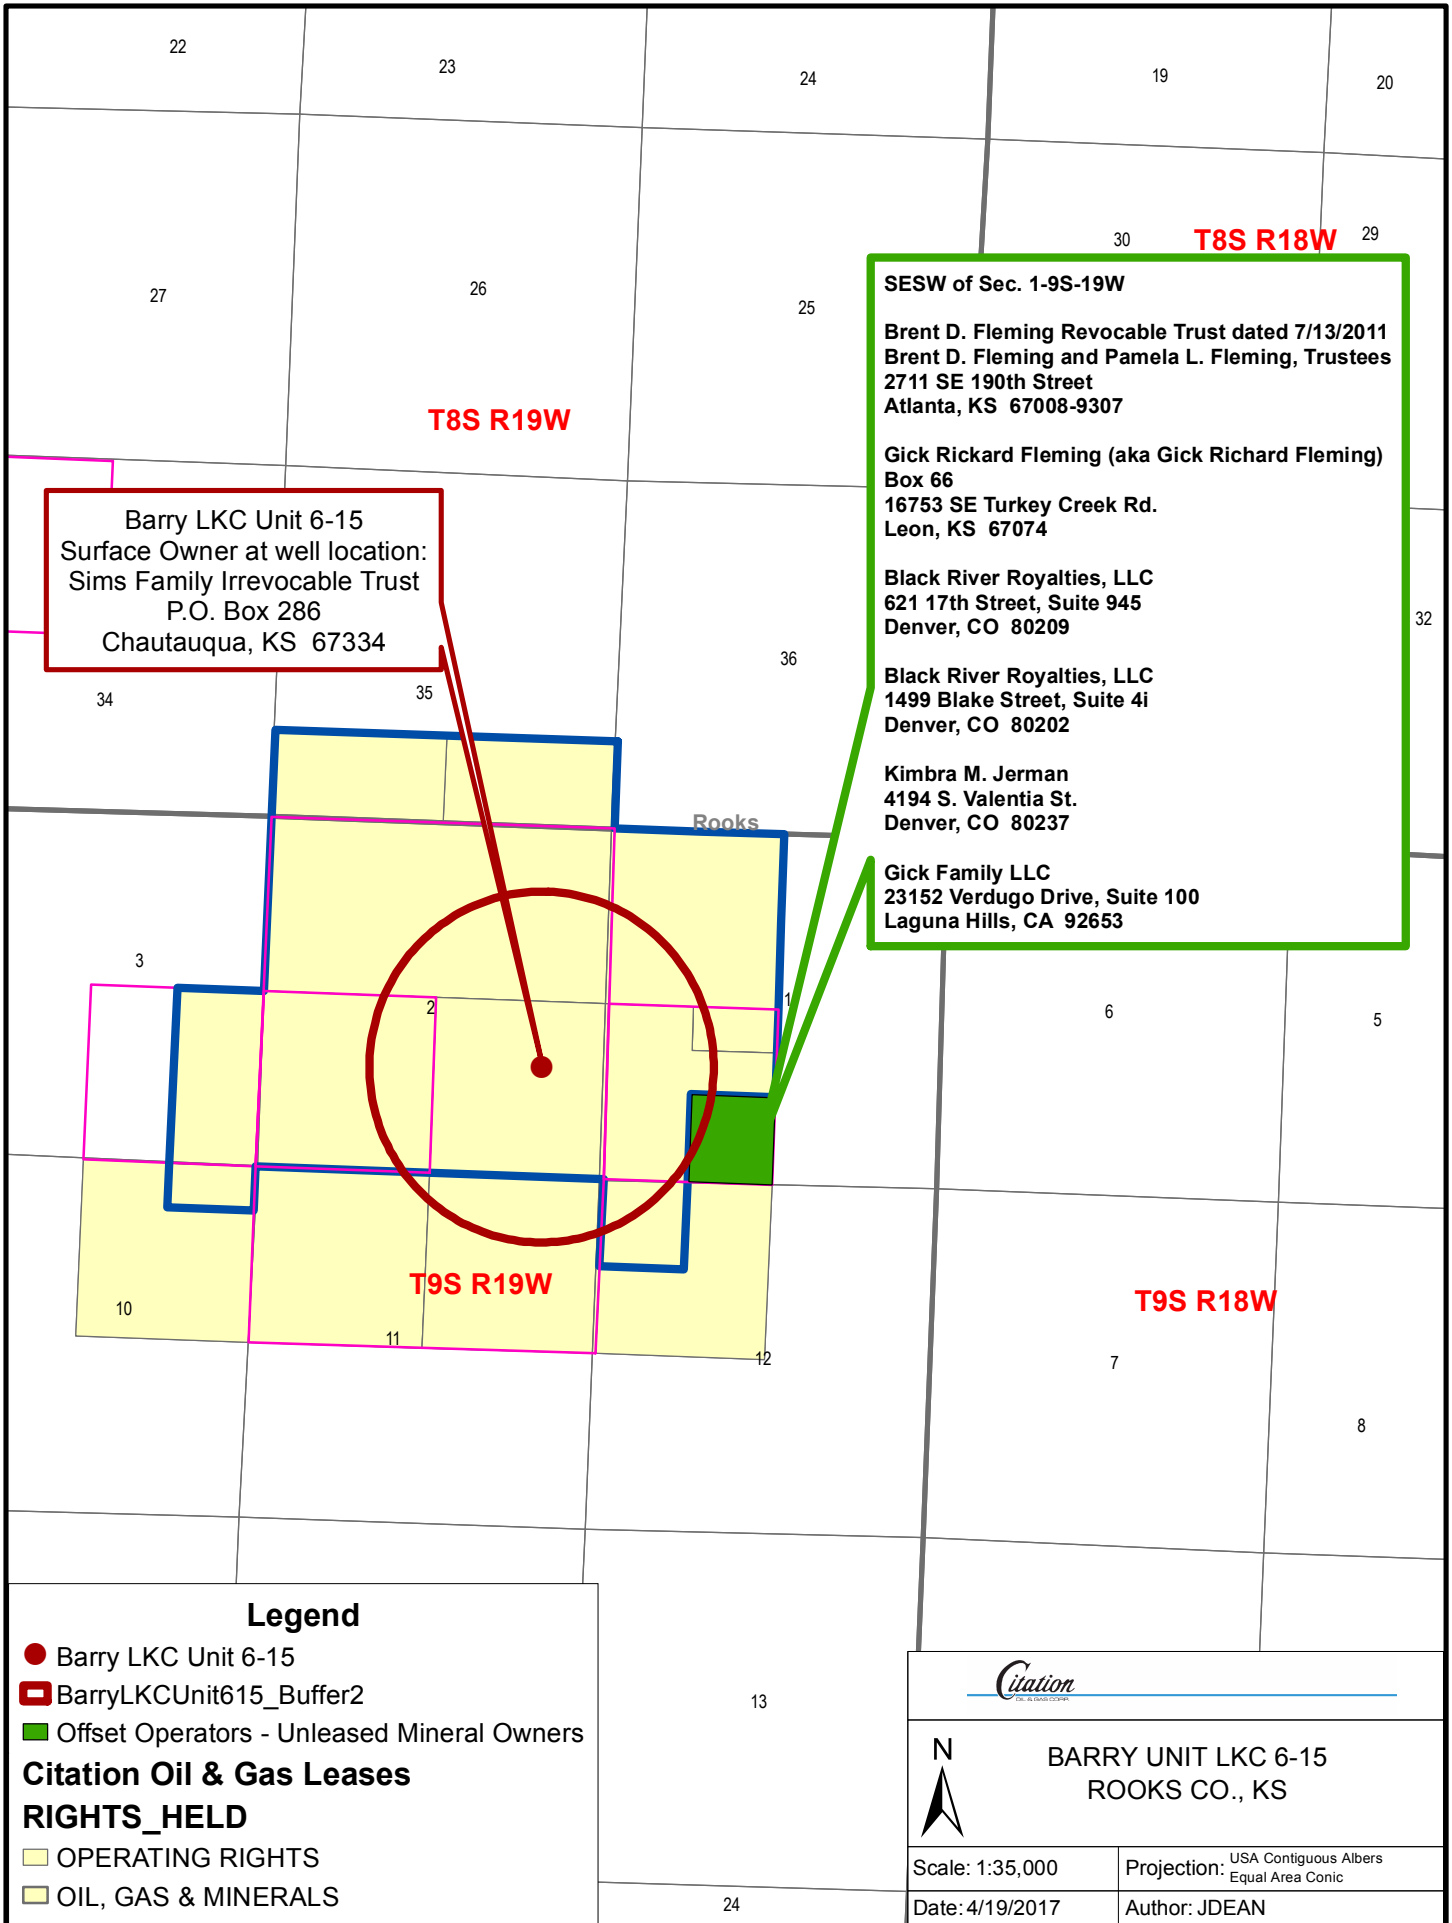 22
23
24
19
20
27
26
25
30
T8S R18W
29
T8S R19W
SESW of Sec. 1-9S-19W
Brent D. Fleming Revocable Trust dated 7/13/2011
Brent D. Fleming and Pamela L. Fleming, Trustees
2711 SE 190th Street
Atlanta, KS 67008-9307
Gick Rickard Fleming (aka Gick Richard Fleming)
Box 66
16753 SE Turkey Creek Rd.
Leon, KS 67074
Black River Royalties, LLC
621 17th Street, Suite 945
Denver, CO 80209
Black River Royalties, LLC
1499 Blake Street, Suite 4i
Denver, CO 80202
Kimbra M. Jerman
4194 S. Valentia St.
Denver, CO 80237
Gick Family LLC
23152 Verdugo Drive, Suite 100
Laguna Hills, CA 92653
Barry LKC Unit 6-15
Surface Owner at well location:
Sims Family Irrevocable Trust
P.O. Box 286
Chautauqua, KS 67334
32
34
35
36
Rooks
3
2
1
6
5
T9S R19W
T9S R18W
10
11
12
7
8
13
24
Legend
Barry LKC Unit 6-15
BarryLKCUnit615_Buffer2
Offset Operators - Unleased Mineral Owners
Citation Oil & Gas Leases
RIGHTS_HELD
OPERATING RIGHTS
OIL, GAS & MINERALS
Citation
OIL & GAS CORP.
N
BARRY UNIT LKC 6-15
ROOKS CO., KS
Scale: 1:35,000
Projection: USA Contiguous Albers
Equal Area Conic
Date: 4/19/2017
Author: JDEAN